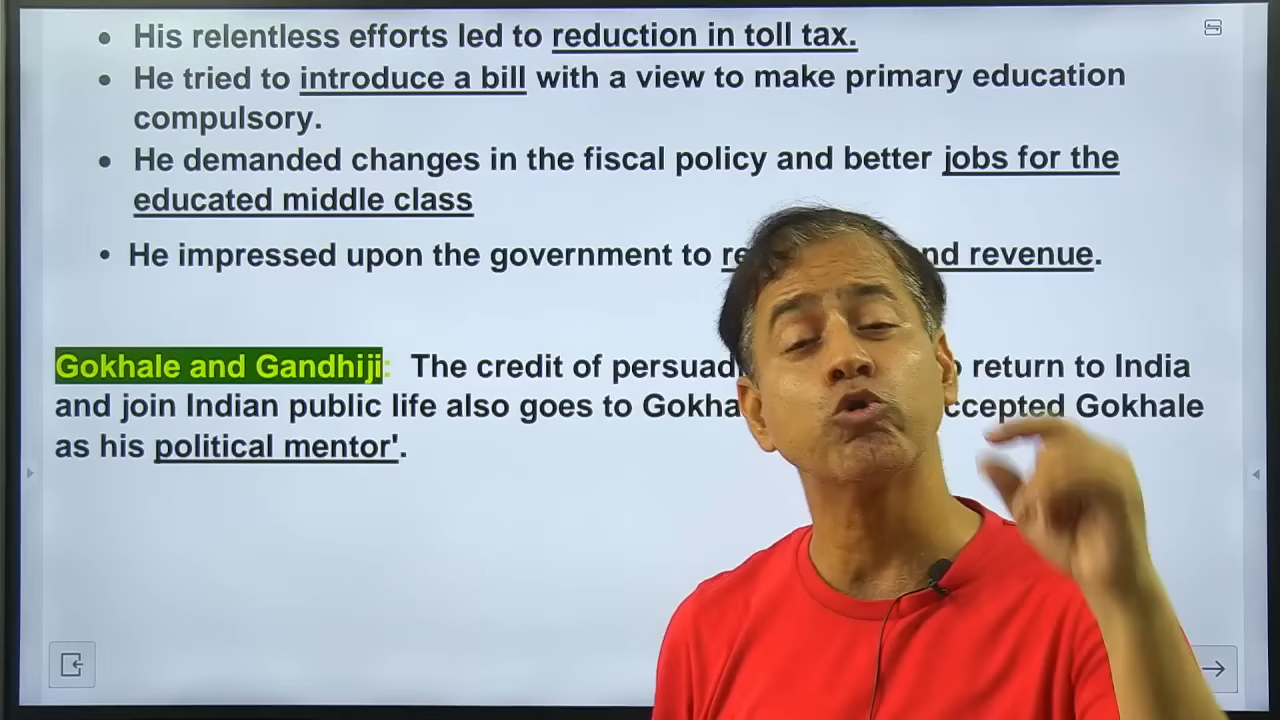 • His relentless efforts led to reduction in toll tax.
• He tried to introduce a bill with a view to make primary education
compulsory.
• He demanded changes in the fiscal policy and better jobs for the
educated middle class
• He impressed upon the government to nd revenue.
Gokhale and Gandhiji: The credit of persuad return to India
and join Indian public life also goes to Gokha ccepted Gokhale
as his political mentor'.